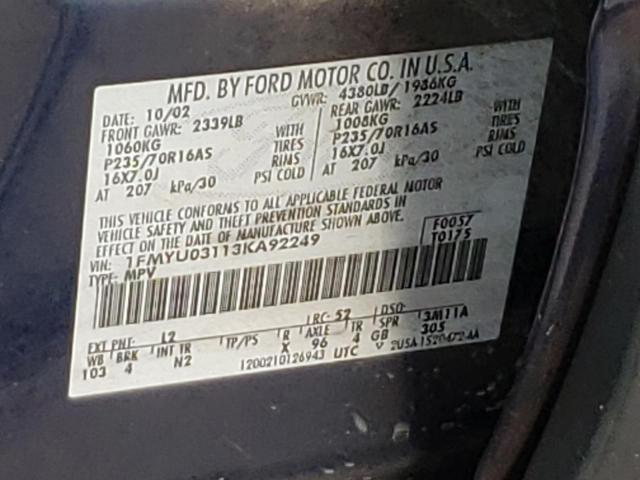 MFD. BY FORD MOTOR CO. IN U.S.A.
DATE: 10/02 GVWR: 4380LB/ 1986KG
FRONT GAWR: 2339LB REAR GAWR: 2224LB
1060KG WITH 1008KG WITH
P235/70R16AS TIRES P235/70R16AS TIRES
16X7.0J RIMS 16X7.0J RIMS
AT 207 kPa/30 PSI COLD AT 207 kPa/30 PSI COLD
THIS VEHICLE CONFORMS TO ALL APPLICABLE FEDERAL MOTOR
VEHICLE SAFETY AND THEFT PREVENTION STANDARDS IN
EFFECT ON THE DATE OF MANUFACTURE SHOWN ABOVE.
VIN: 1FMYU03113KA92249 F0057
TYPE: MPV T0175
EXT PNT: L2 RC: 52 DSO:
WB BRK INT TR TP/PS R AXLE TR SPR 3M11A
103 4 N2 X 96 4 GB 305
1200210126943 UTC